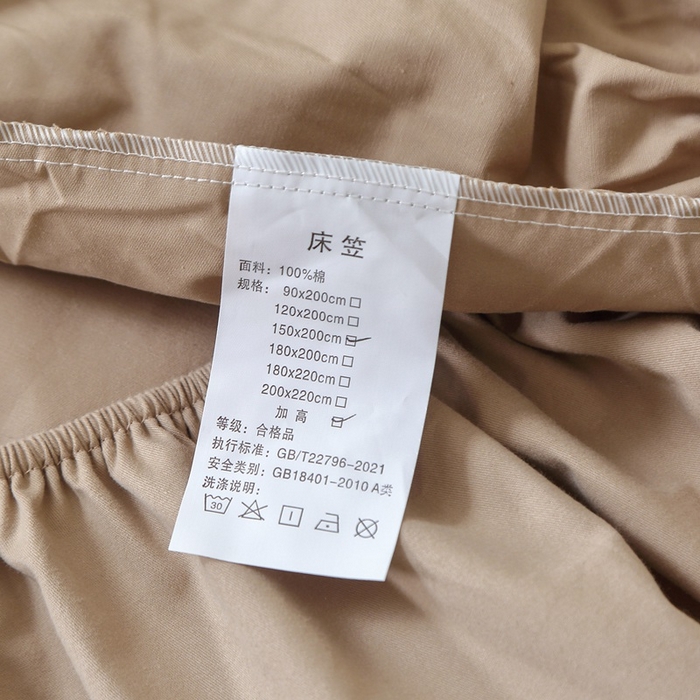 床笠
面料：100%棉
规格： 90x200cm☐
120x200cm☐
150x200cm☑
180x200cm☐
180x220cm☐
200x220cm☐
加 高 ☑
等级：合格品
执行标准：GB/T22796-2021
安全类别：GB18401-2010 A类
洗涤说明：
30